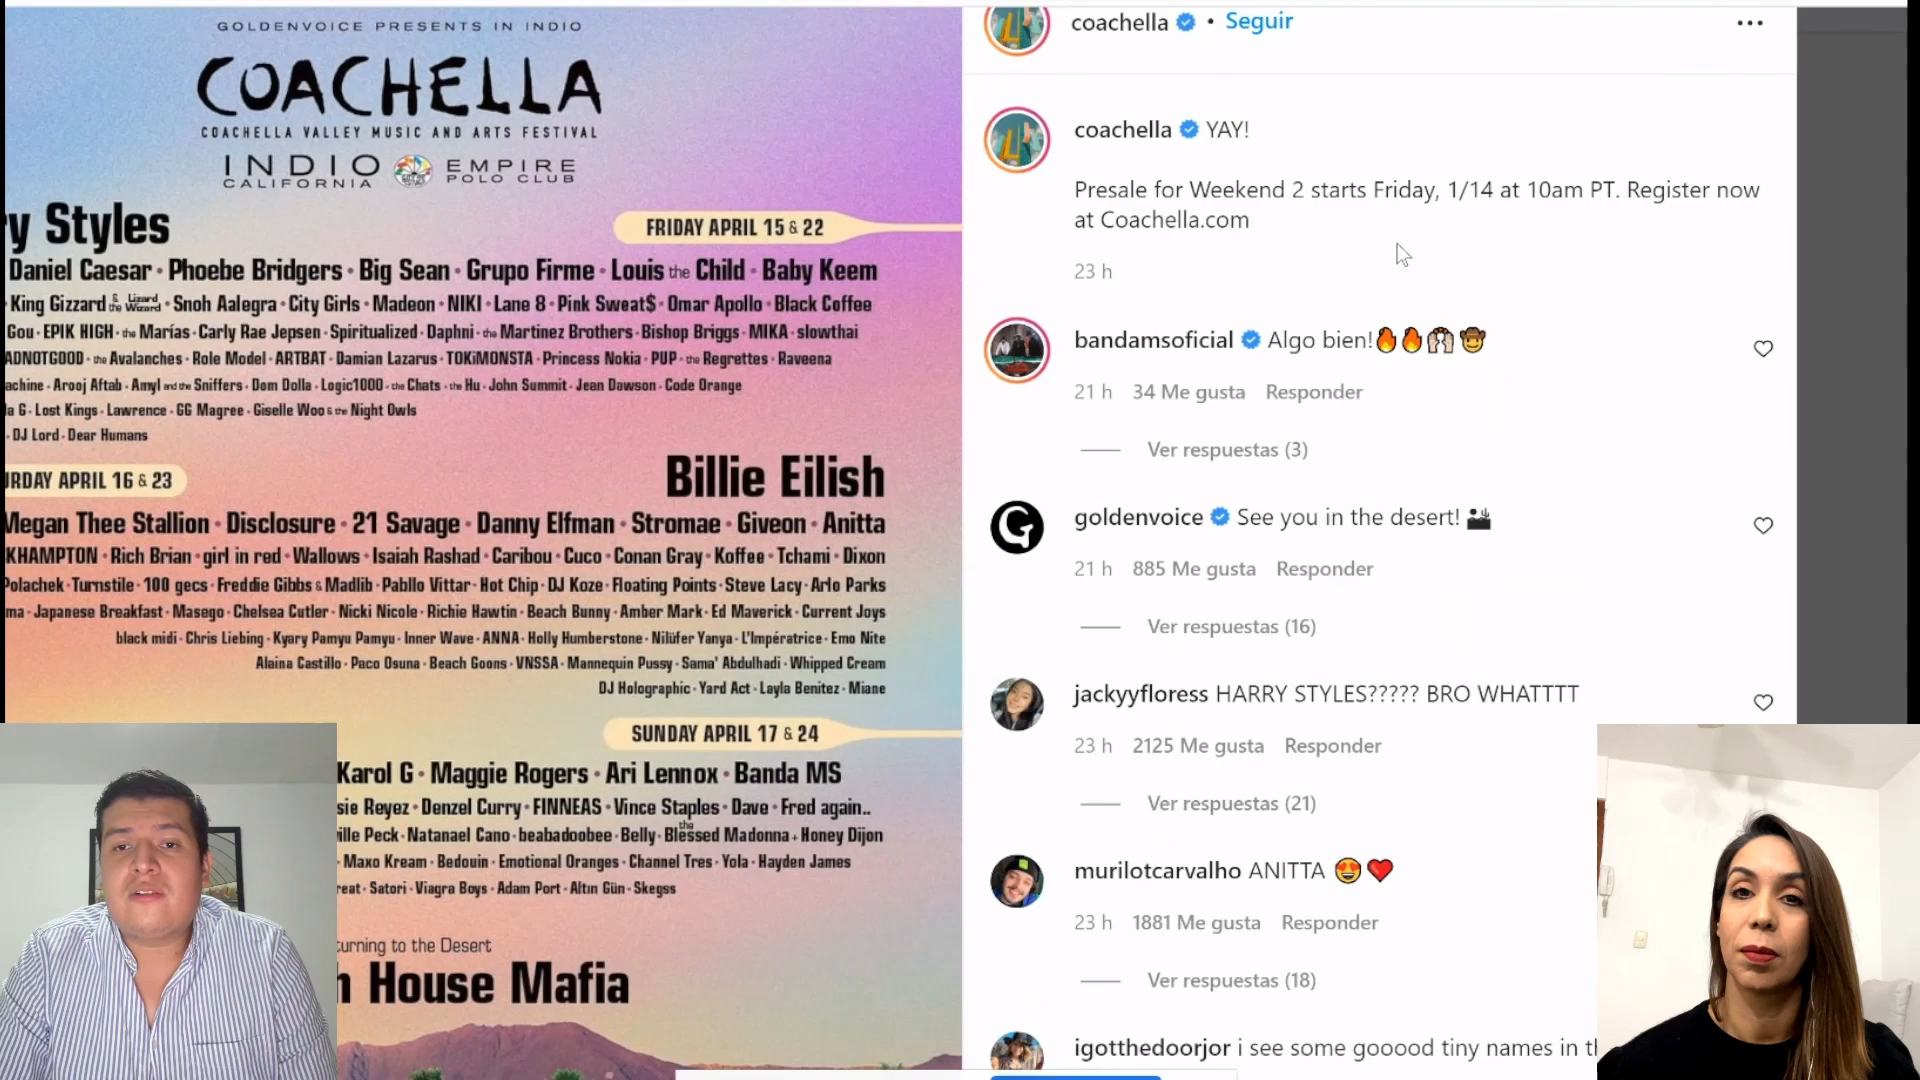 GOLDENVOICE PRESENTS IN INDIO
COACHELLA
COACHELLA VALLEY MUSIC AND ARTS FESTIVAL
INDIO CALIFORNIA EMPIRE POLO CLUB
y Styles
FRIDAY APRIL 15 & 22
Daniel Caesar • Phoebe Bridgers • Big Sean • Grupo Firme • Louis the Child • Baby Keem
King Gizzard & the Lizard Wizard • Snoh Aalegra • City Girls • Madeon • NIKI • Lane 8 • Pink Sweat$ • Omar Apollo • Black Coffee
Gou • EPIK HIGH • the Marías • Carly Rae Jepsen • Spiritualized • Daphni • the Martinez Brothers • Bishop Briggs • MIKA • slowthai
ADNOTGOOD • the Avalanches • Role Model • ARTBAT • Damian Lazarus • TOKiMONSTA • Princess Nokia • PUP • the Regrettes • Raveena
achine • Arooj Aftab • Amyl and the Sniffers • Dom Dolla • Logic1000 • the Chats • the Hu • John Summit • Jean Dawson • Code Orange
la G • Lost Kings • Lawrence • GG Magree • Giselle Woo & the Night Owls
• DJ Lord • Dear Humans
URDAY APRIL 16 & 23
Billie Eilish
Megan Thee Stallion • Disclosure • 21 Savage • Danny Elfman • Stromae • Giveon • Anitta
KHAMPTON • Rich Brian • girl in red • Wallows • Isaiah Rashad • Caribou • Cuco • Conan Gray • Koffee • Tchami • Dixon
Polachek • Turnstile • 100 gecs • Freddie Gibbs & Madlib • Pabllo Vittar • Hot Chip • DJ Koze • Floating Points • Steve Lacy • Arlo Parks
ma • Japanese Breakfast • Masego • Chelsea Cutler • Nicki Nicole • Richie Hawtin • Beach Bunny • Amber Mark • Ed Maverick • Current Joys
black midi • Chris Liebing • Kyary Pamyu Pamyu • Inner Wave • ANNA • Holly Humberstone • Nilüfer Yanya • L'Impératrice • Emo Nite
Alaina Castillo • Paco Osuna • Beach Goons • VNSSA • Mannequin Pussy • Sama' Abdulhadi • Whipped Cream
DJ Holographic • Yard Act • Layla Benitez • Miane
SUNDAY APRIL 17 & 24
Karol G • Maggie Rogers • Ari Lennox • Banda MS
sie Reyez • Denzel Curry • FINNEAS • Vince Staples • Dave • Fred again..
ille Peck • Natanael Cano • beabadoobee • Belly • the Blessed Madonna + Honey Dijon
Maxo Kream • Bedouin • Emotional Oranges • Channel Tres • Yola • Hayden James
reat • Satori • Viagra Boys • Adam Port • Altın Gün • Skegss
urning to the Desert
h House Mafia
coachella • Seguir
coachella YAY!
Presale for Weekend 2 starts Friday, 1/14 at 10am PT. Register now
at Coachella.com
23 h
bandamsoficial Algo bien!🔥🔥🙌🤠
21 h 34 Me gusta Responder
Ver respuestas (3)
goldenvoice See you in the desert! 🏜
21 h 885 Me gusta Responder
Ver respuestas (16)
jackyyfloress HARRY STYLES????? BRO WHATTTT
23 h 2125 Me gusta Responder
Ver respuestas (21)
murilotcarvalho ANITTA 😍❤
23 h 1881 Me gusta Responder
Ver respuestas (18)
igotthedoorjor i see some gooood tiny names in th